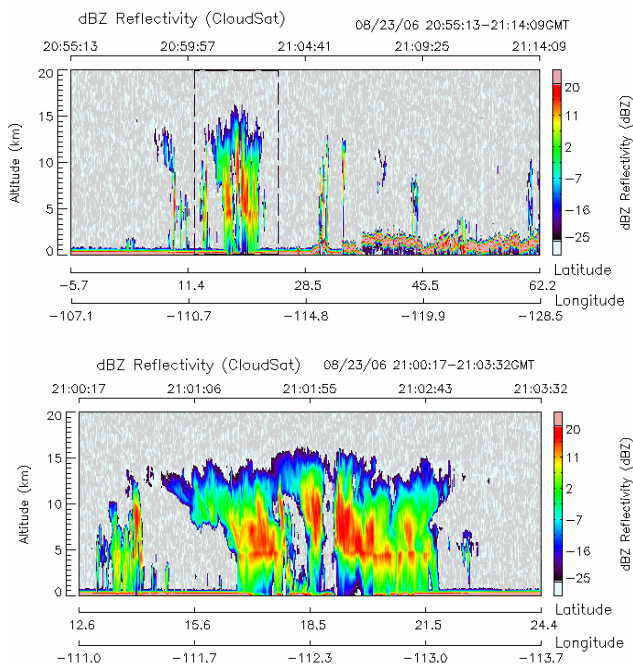 dBZ Reflectivity (CloudSat) 08/23/06 20:55:13-21:14:09GMT
20:55:13 20:59:57 21:04:41 21:09:25 21:14:09
20
15
10
5
0
Altitude (km)
20
11
2
-7
-16
-25
dBZ Reflectivity (dBZ)
Latitude
-5.7 11.4 28.5 45.5 62.2
Longitude
-107.1 -110.7 -114.8 -119.9 -128.5
dBZ Reflectivity (CloudSat) 08/23/06 21:00:17-21:03:32GMT
21:00:17 21:01:06 21:01:55 21:02:43 21:03:32
20
15
10
5
0
Altitude (km)
20
11
2
-7
-16
-25
dBZ Reflectivity (dBZ)
Latitude
12.6 15.6 18.5 21.5 24.4
Longitude
-111.0 -111.7 -112.3 -113.0 -113.7